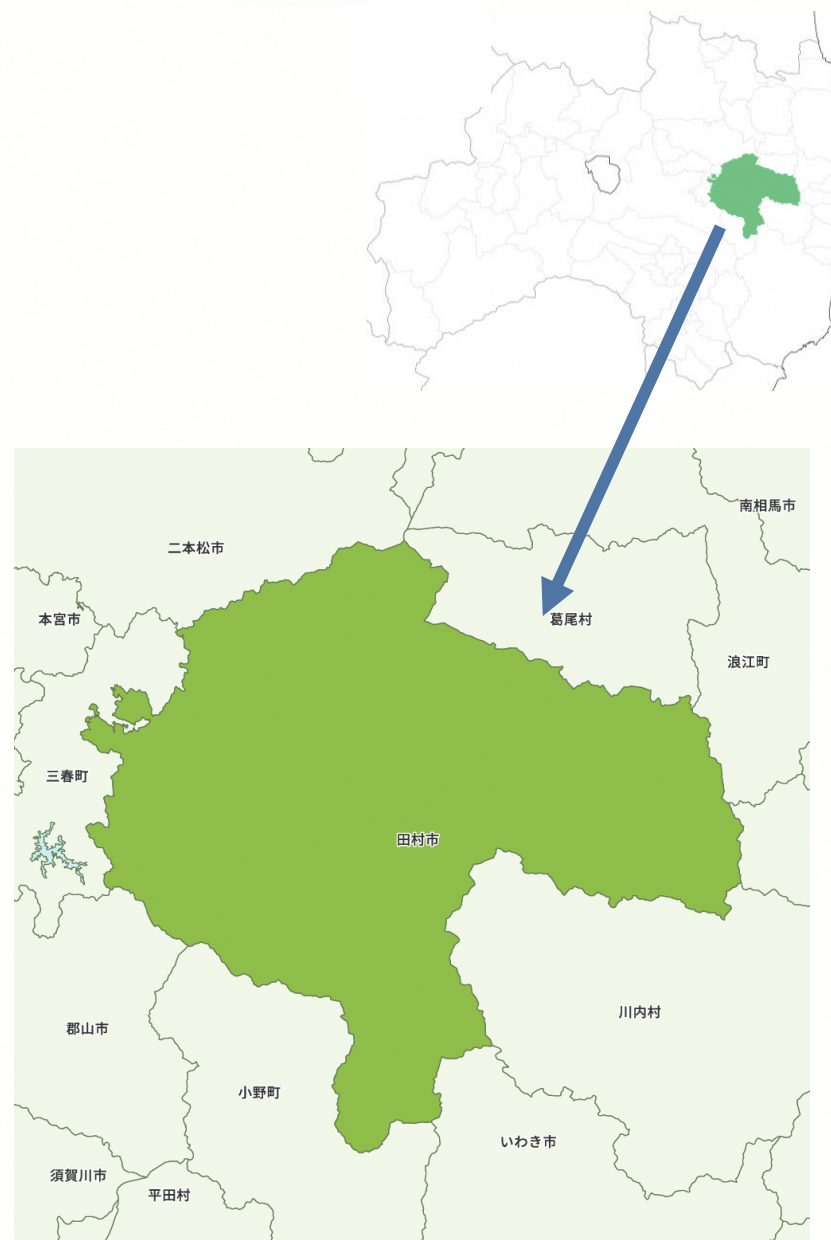 南相馬市
二本松市
本宮市
葛尾村
浪江町
三春町
田村市
川内村
郡山市
小野町
いわき市
須賀川市
平田村